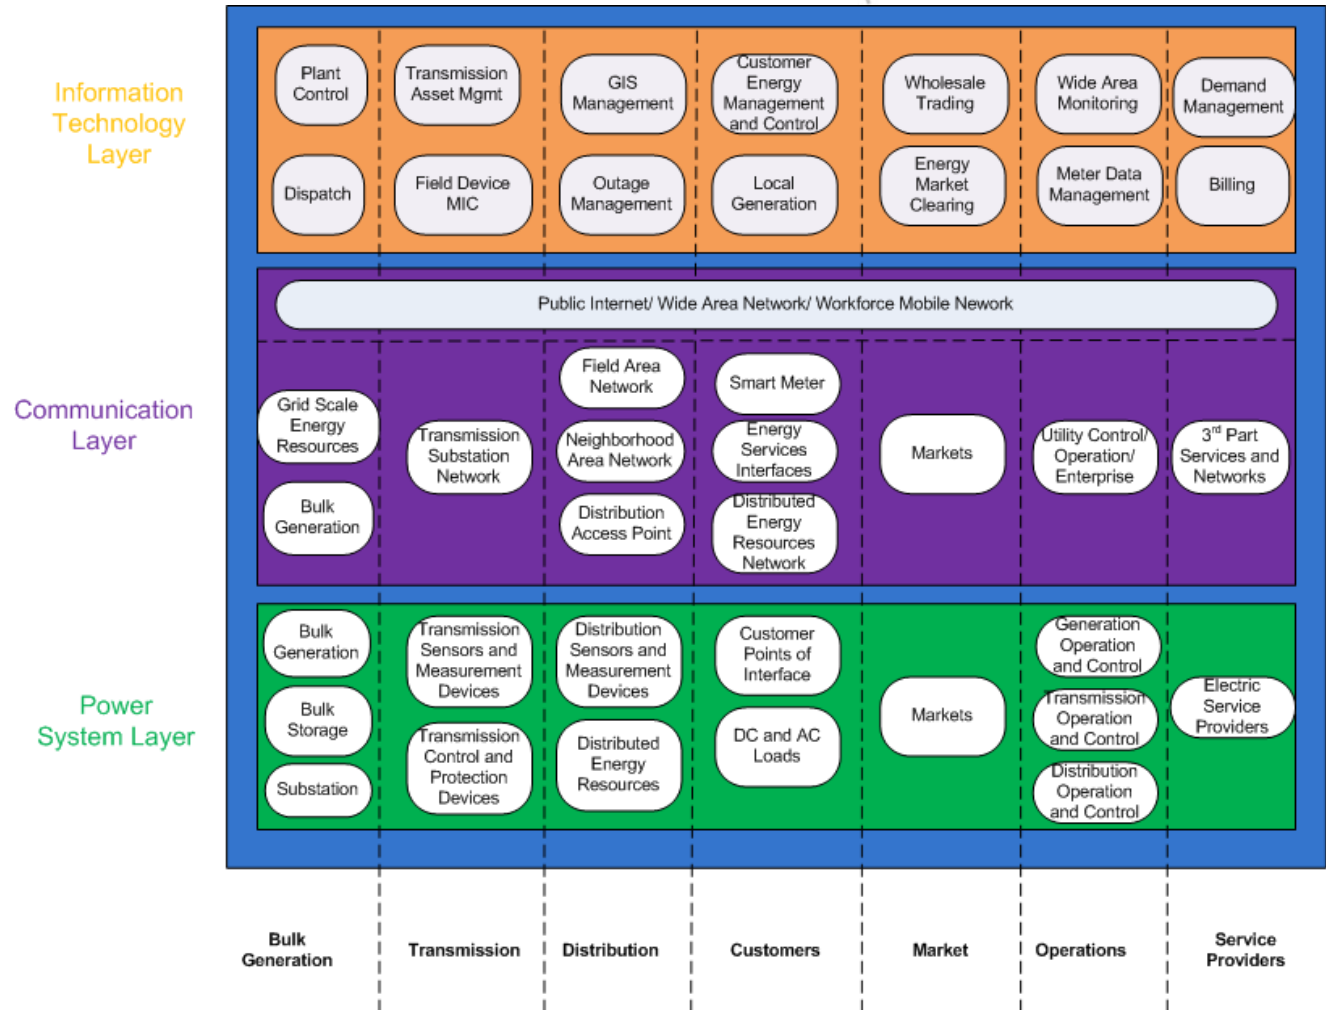 Information
Technology
Layer
Plant
Control
Transmission
Asset Mgmt
GIS
Management
Customer
Energy
Management
and Control
Wholesale
Trading
Wide Area
Monitoring
Demand
Management
Dispatch
Field Device
MIC
Outage
Management
Local
Generation
Energy
Market
Clearing
Meter Data
Management
Billing
Communication
Layer
Public Internet/ Wide Area Network/ Workforce Mobile Nework
Grid Scale
Energy
Resources
Bulk
Generation
Transmission
Substation
Network
Field Area
Network
Neighborhood
Area Network
Distribution
Access Point
Smart Meter
Energy
Services
Interfaces
Distributed
Energy
Resources
Network
Markets
Utility Control/
Operation/
Enterprise
3rd Part
Services and
Networks
Power
System Layer
Bulk
Generation
Bulk
Storage
Substation
Transmission
Sensors and
Measurement
Devices
Transmission
Control and
Protection
Devices
Distribution
Sensors and
Measurement
Devices
Distributed
Energy
Resources
Customer
Points of
Interface
DC and AC
Loads
Markets
Generation
Operation
and Control
Transmission
Operation
and Control
Distribution
Operation
and Control
Electric
Service
Providers
Bulk
Generation
Transmission
Distribution
Customers
Market
Operations
Service
Providers